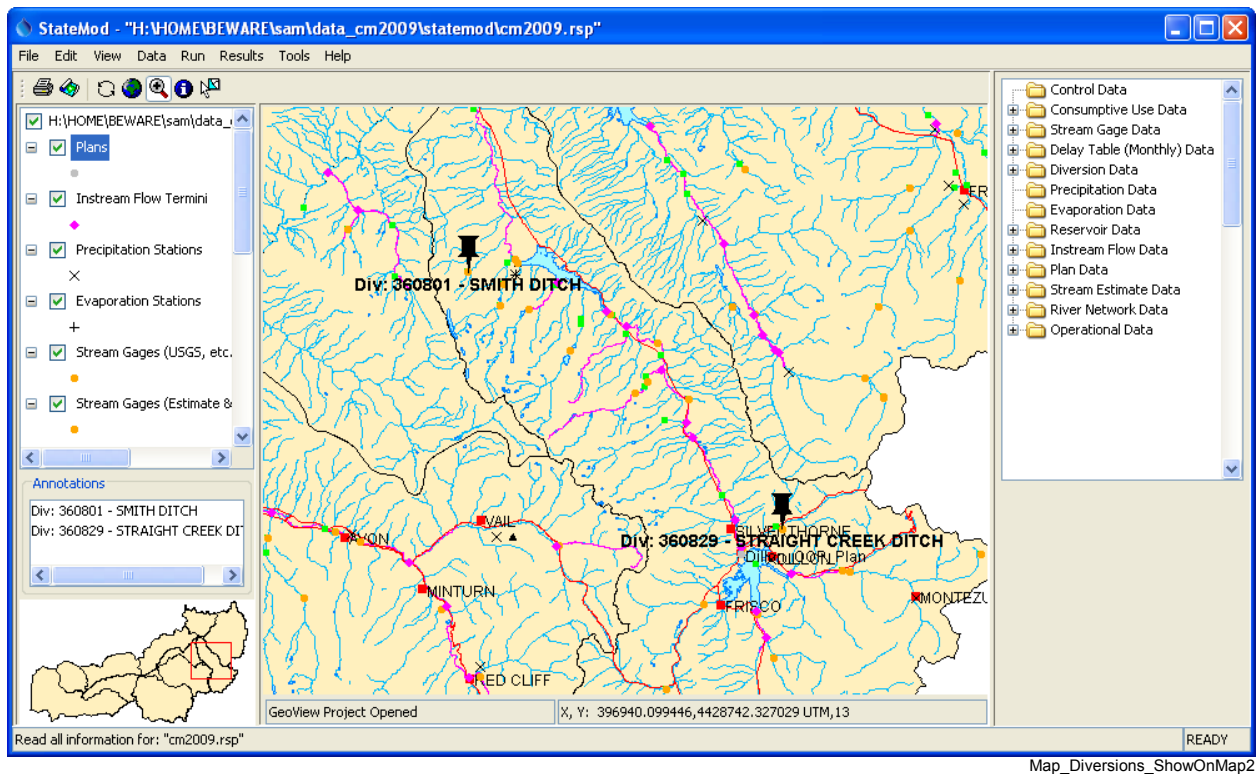 StateMod - "H:\HOME\BEWARE\sam\data_cm2009\statemod\cm2009.rsp"
File Edit View Data Run Results Tools Help
H:\HOME\BEWARE\sam\data_
Plans
Instream Flow Termini
Precipitation Stations
Evaporation Stations
Stream Gages (USGS, etc.
Stream Gages (Estimate &
Annotations
Div: 360801 - SMITH DITCH
Div: 360829 - STRAIGHT CREEK DIT
FR
Div: 360801 - SMITH DITCH
VAIL
AVON
SILVERTHORNE
Div: 360829 - STRAIGHT CREEK DITCH
Dillon OOP Plan
DILLON
MINTURN
FRISCO
MONTEZU
RED CLIFF
GeoView Project Opened
X, Y: 396940.099446,4428742.327029 UTM,13
Control Data
Consumptive Use Data
Stream Gage Data
Delay Table (Monthly) Data
Diversion Data
Precipitation Data
Evaporation Data
Reservoir Data
Instream Flow Data
Plan Data
Stream Estimate Data
River Network Data
Operational Data
Read all information for: "cm2009.rsp"
READY
Map_Diversions_ShowOnMap2